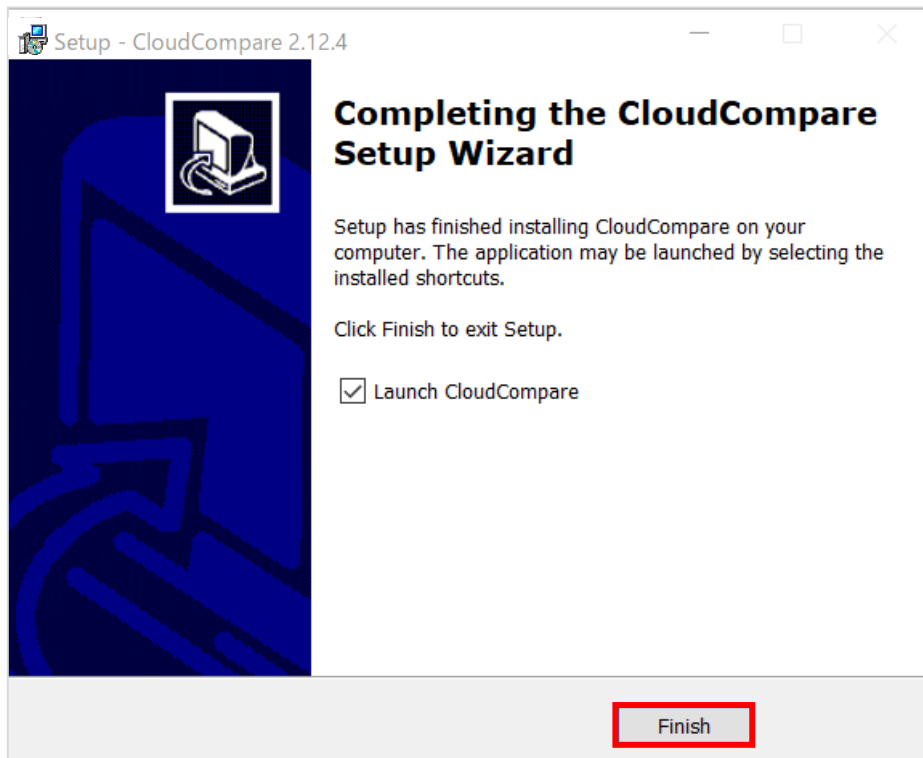 Setup - CloudCompare 2.12.4
Completing the CloudCompare
Setup Wizard
Setup has finished installing CloudCompare on your
computer. The application may be launched by selecting the
installed shortcuts.
Click Finish to exit Setup.
Launch CloudCompare
Finish